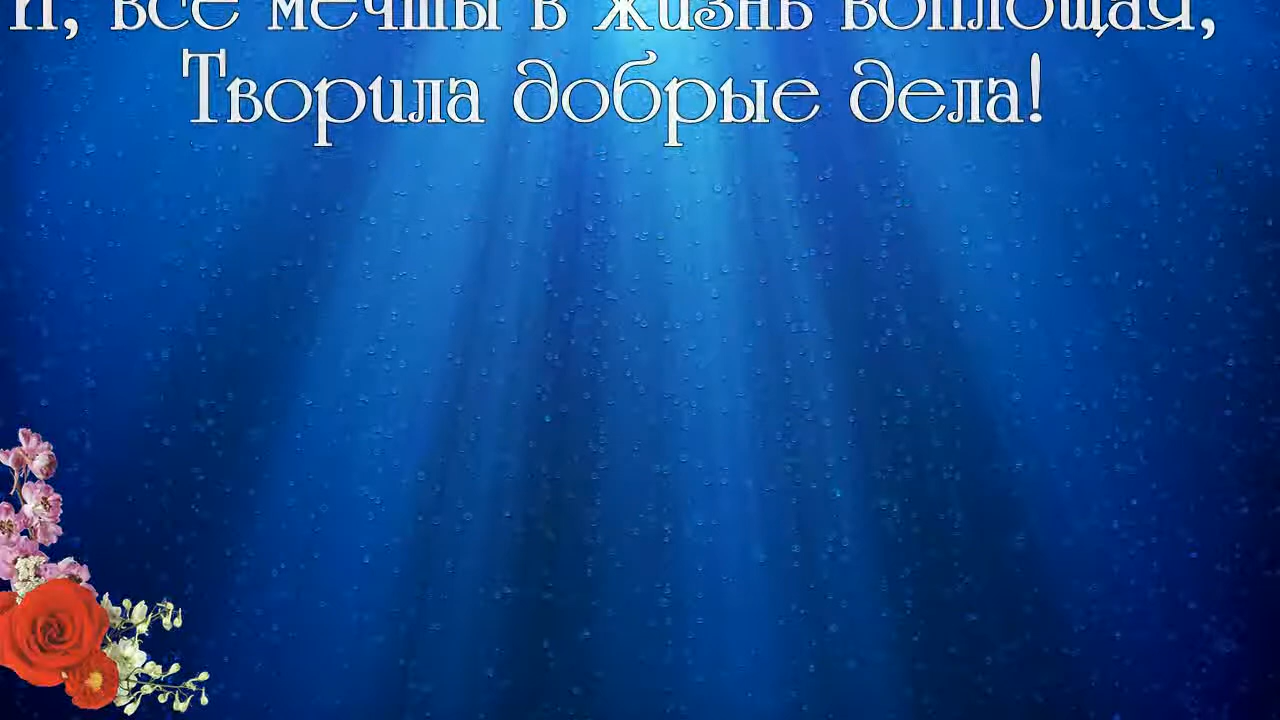 И, все мечты в жизнь воплощая,
Творила добрые дела!